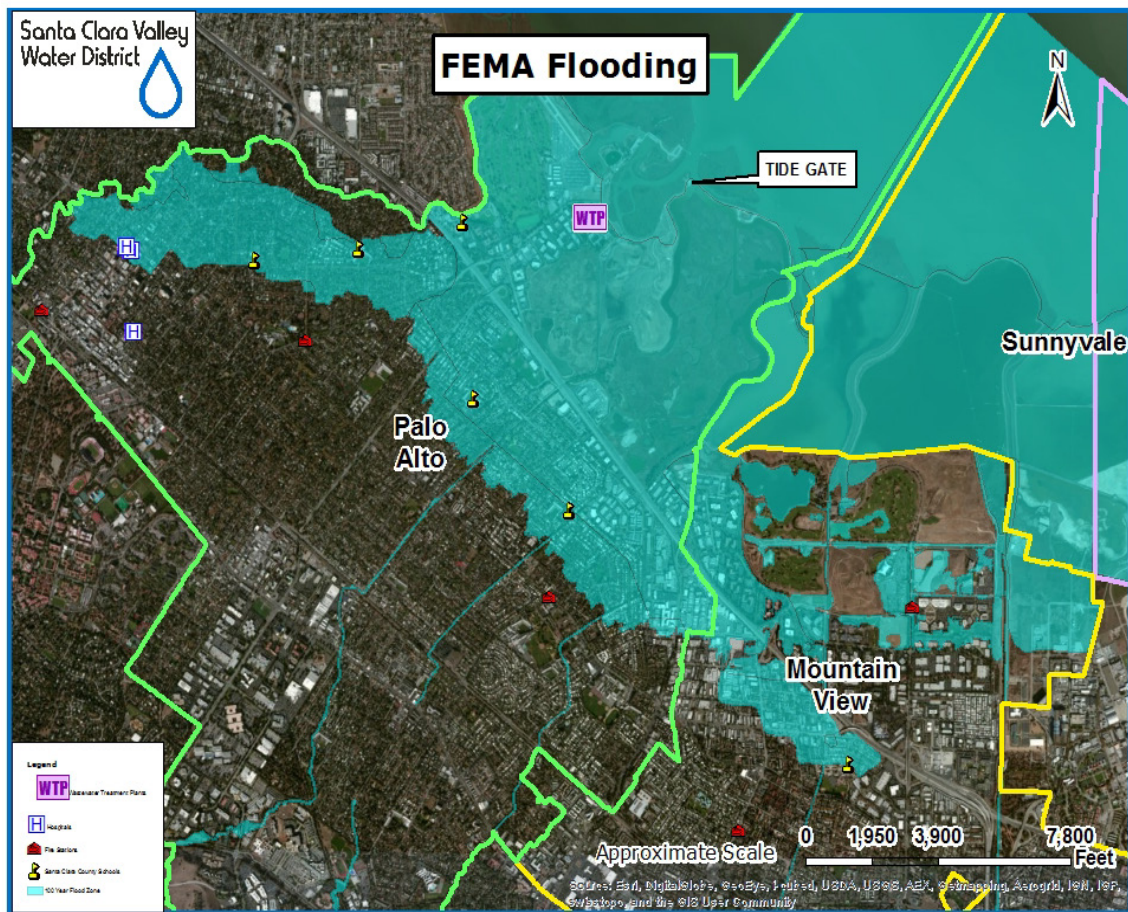 Santa Clara Valley
Water District
FEMA Flooding
N
TIDE GATE
WTP
H
H
H
Sunnyvale
Palo
Alto
Mountain
View
Legend
WTP Wastewater Treatment Plants
H Hospitals
Fire Stations
Santa Clara County Schools
100 Year Flood Zone
0 1,950 3,900 7,800
Feet
Approximate Scale
Source: Esri, DigitalGlobe, GeoEye, i-cubed, USDA, USGS, AEX, Getmapping, Aerogrid, IGN, IGP,
swisstopo, and the GIS User Community